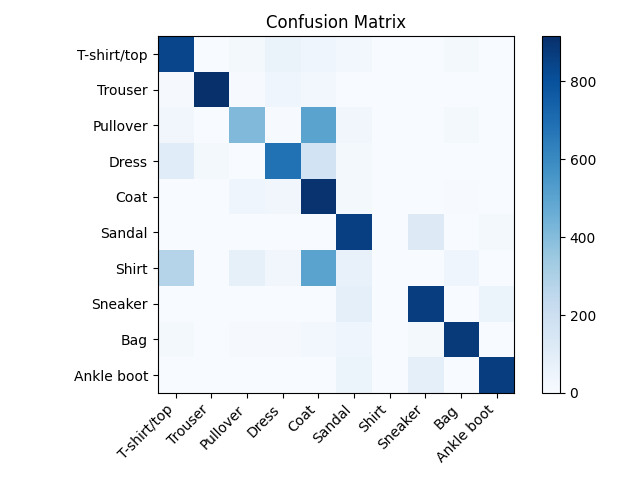 Confusion Matrix
T-shirt/top
Trouser
Pullover
Dress
Coat
Sandal
Shirt
Sneaker
Bag
Ankle boot
T-shirt/top
Trouser
Pullover
Dress
Coat
Sandal
Shirt
Sneaker
Bag
Ankle boot
800
600
400
200
0